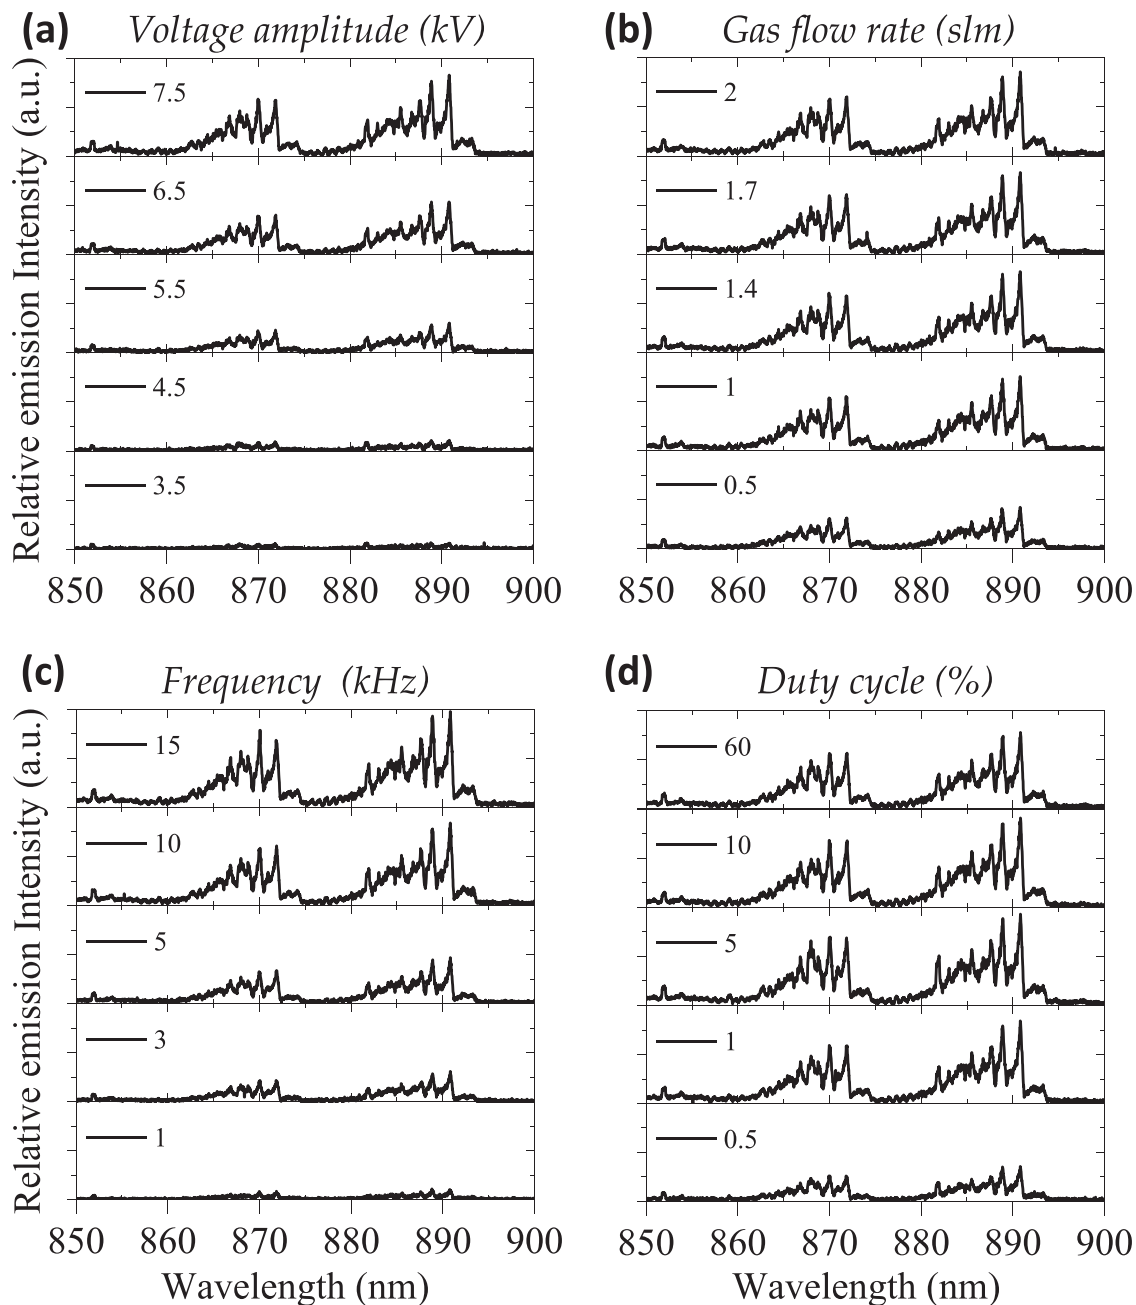 (a) Voltage amplitude (kV)
Relative emission Intensity (a.u.)
7.5
6.5
5.5
4.5
3.5
850 860 870 880 890 900
(b) Gas flow rate (slm)
2
1.7
1.4
1
0.5
850 860 870 880 890 900
(c) Frequency (kHz)
Relative emission Intensity (a.u.)
15
10
5
3
1
850 860 870 880 890 900
Wavelength (nm)
(d) Duty cycle (%)
60
10
5
1
0.5
850 860 870 880 890 900
Wavelength (nm)